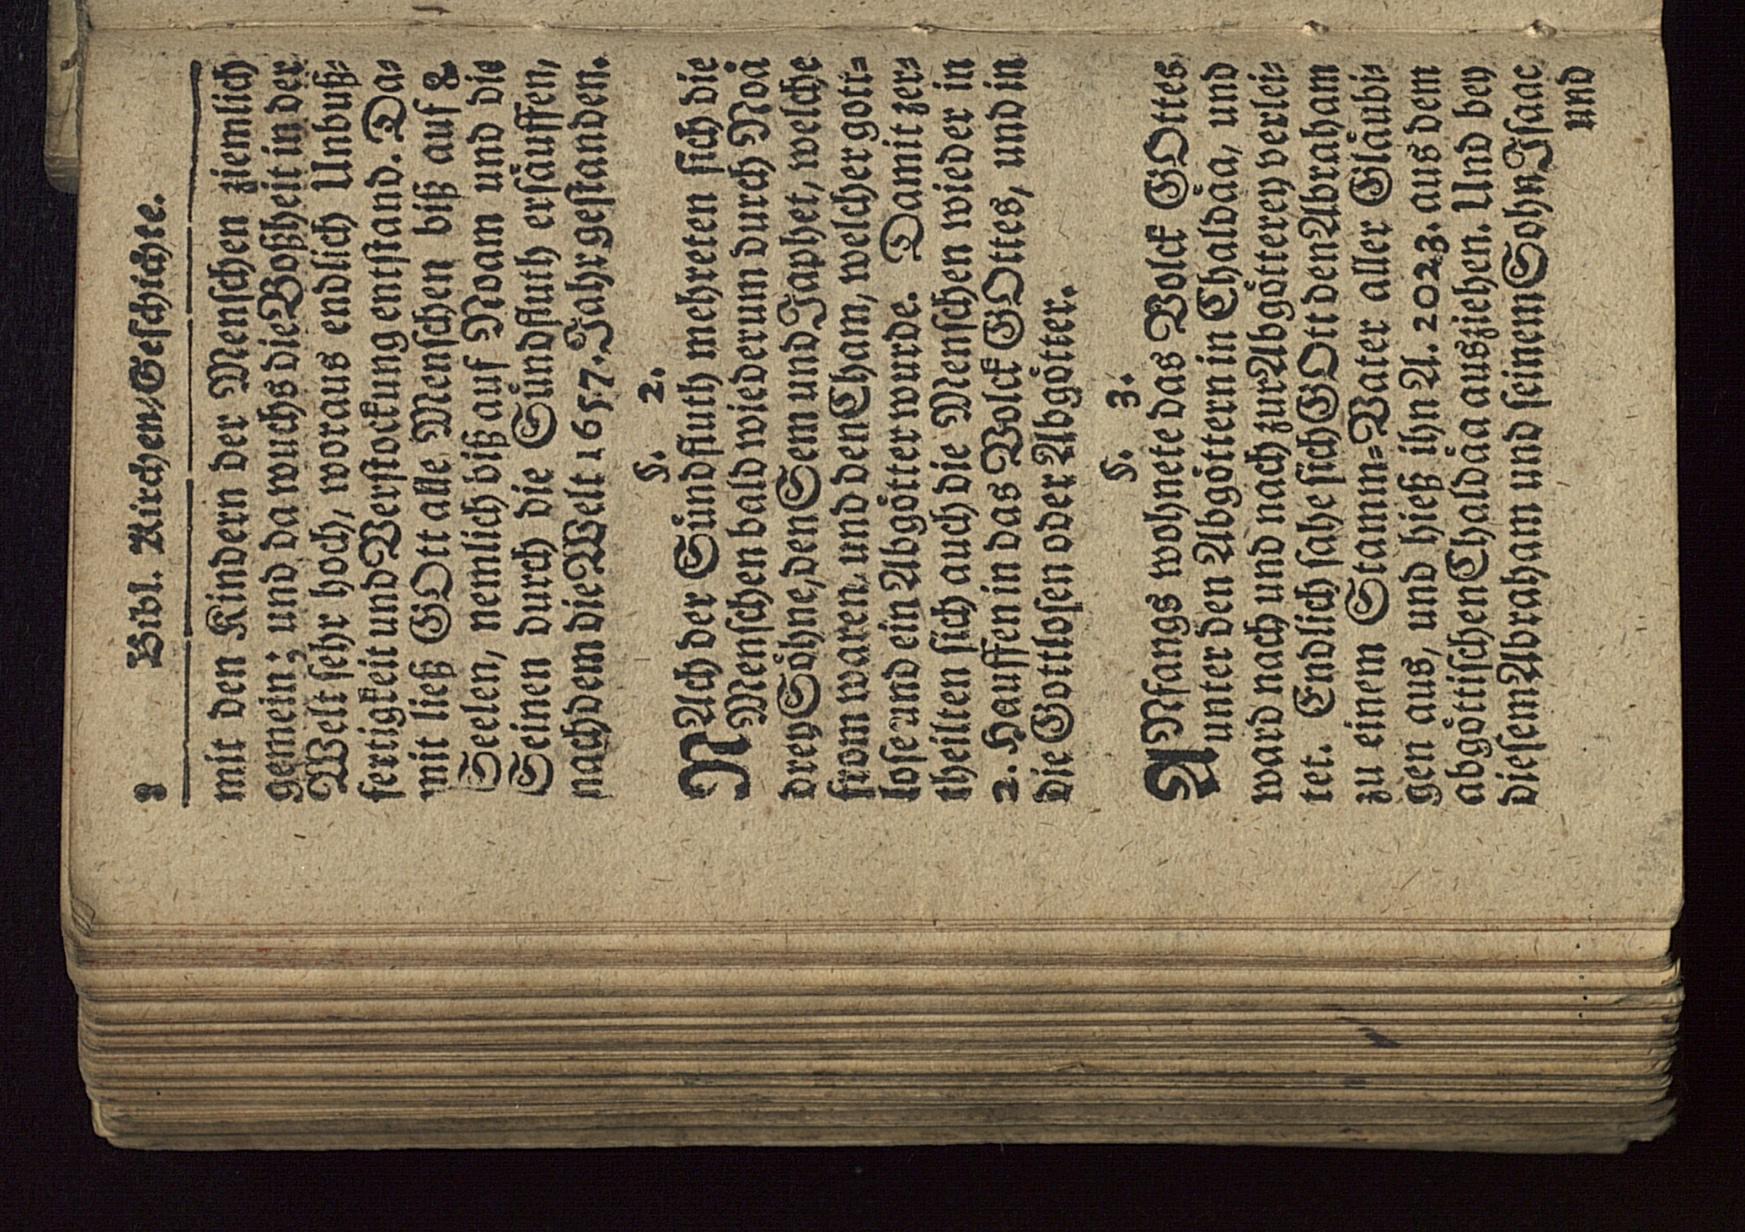 8 Bibl. Kirchen-Geschichte.
mit den Kindern der Menschen ziemlich
gemein; und da wuchs die Boßheit in der
Welt sehr hoch, woraus endlich Unbuß-
fertigkeit und Verstockung entstand. Da-
mit ließ GOtt alle Menschen biß auf 8
Seelen, nemlich biß auf Noam und die
Seinen durch die Sündfluth ersäuffen,
nachdem die Welt 1657. Jahr gestanden.
§. 2.
NAch der Sündfluth mehreten sich die
Menschen bald wiederum durch Noä
drey Söhne, den Sem und Japhet, welche
from waren, und den Cham, welcher gott-
lose und ein Abgötter wurde. Damit zer-
theilten sich auch die Menschen wieder in
2. Hauffen in das Volck GOttes, und in
die Gottlosen oder Abgötter.
§. 3.
ANfangs wohnete das Volck GOttes
unter den Abgöttern in Chaldäa, und
ward nach und nach zur Abgötterey verlei-
tet. Endlich sahe sich GOtt den Abraham
zu einem Stamm-Vater aller Gläubi-
gen aus, und hieß ihn A. 2023. aus dem
abgöttischen Chaldäa ausziehen. Und bey
diesem Abraham und seinem Sohn Isaac
und